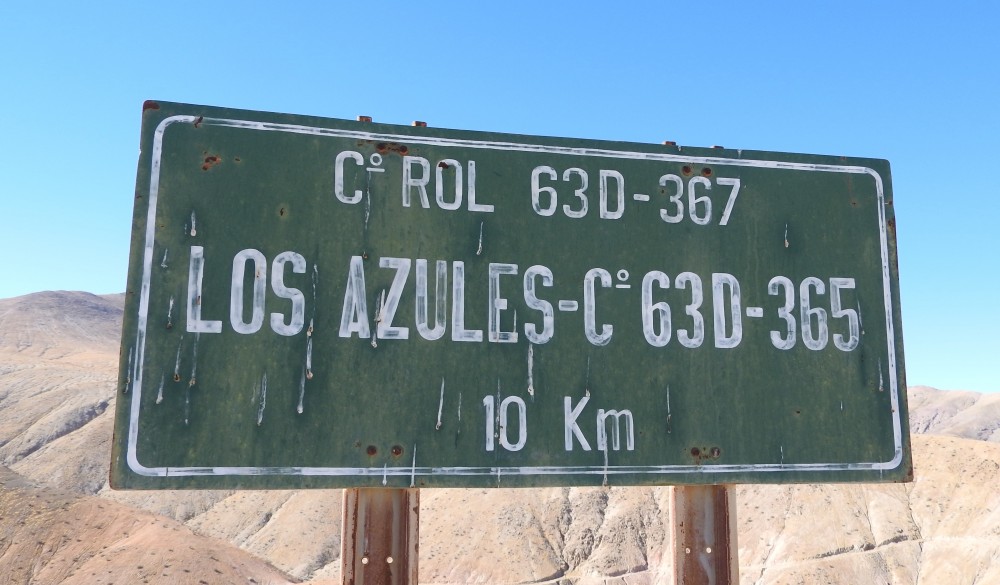 Cº ROL 63D-367
LOS AZULES-Cº 63D-365
10 Km